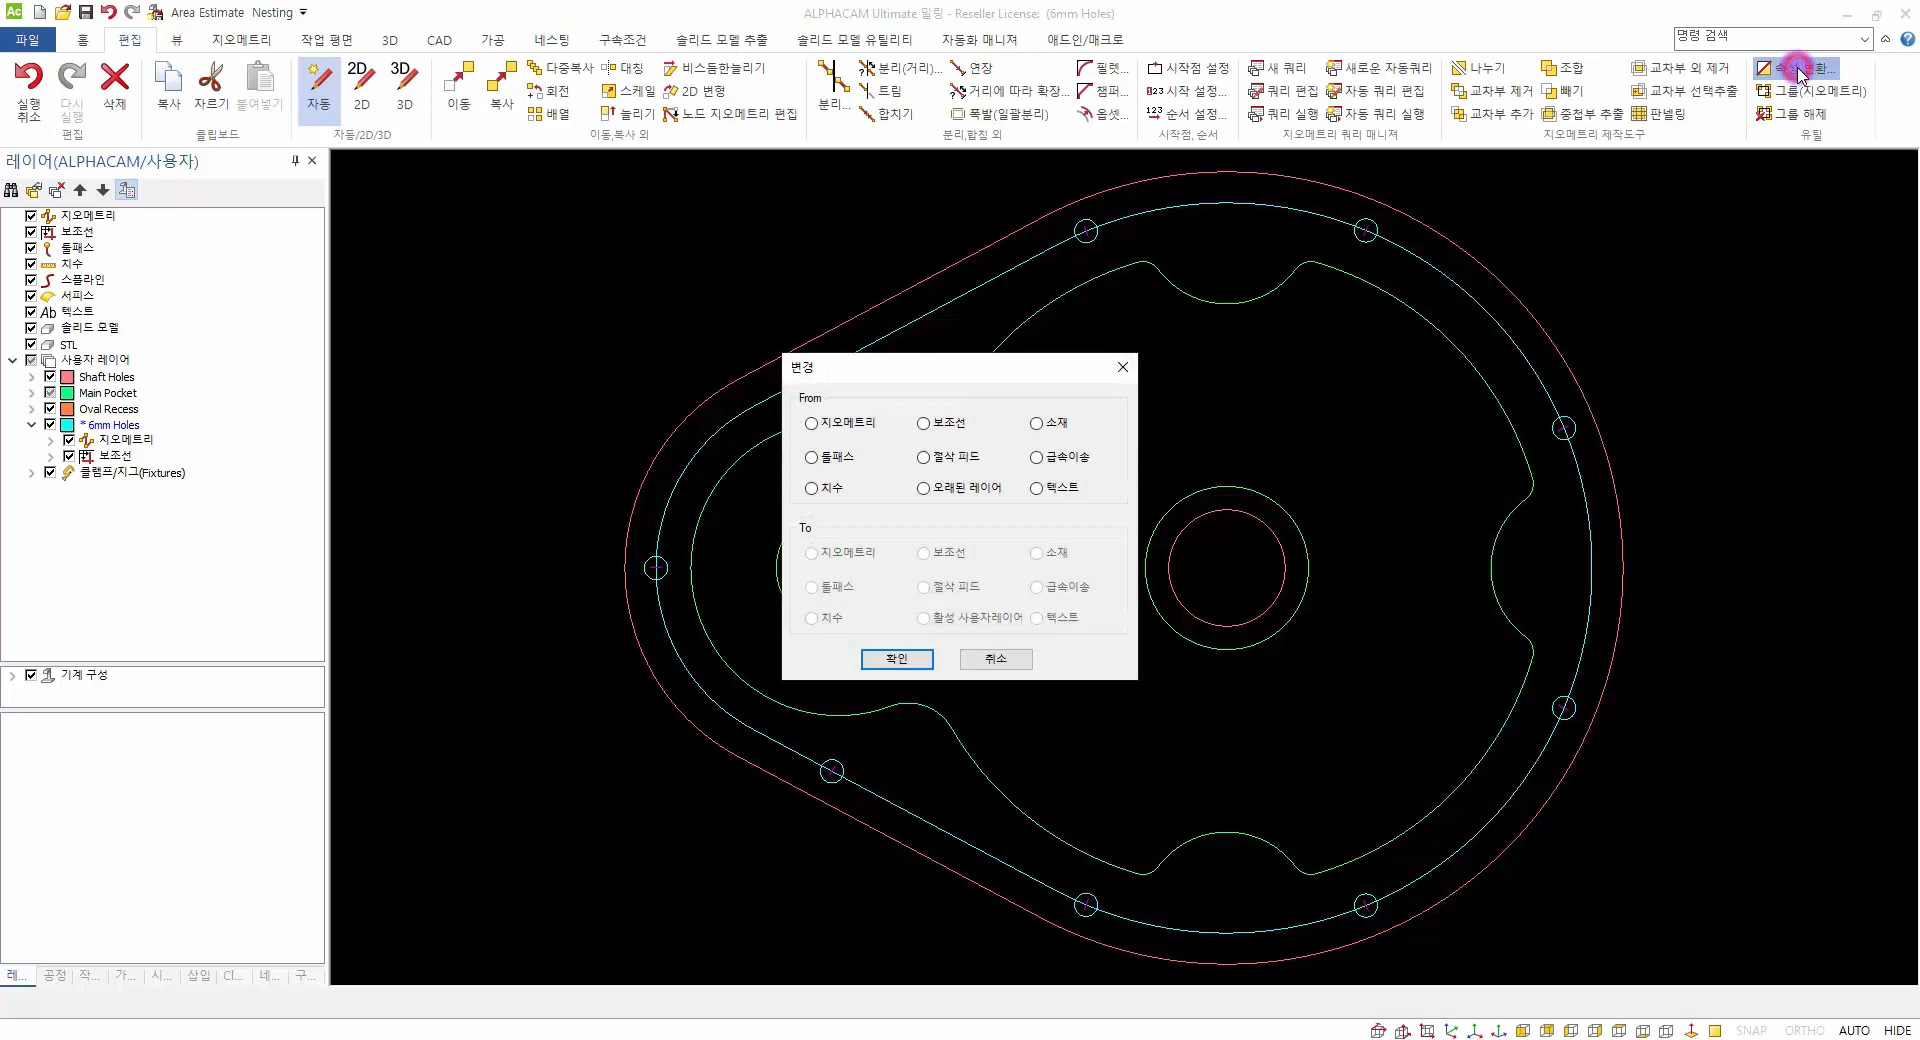 Area Estimate Nesting
ALPHACAM Ultimate 밀링 - Reseller License: (6mm Holes)
파일 홈 편집 뷰 지오메트리 작업 평면 3D CAD 가공 네스팅 구속조건 솔리드 모델 추출 솔리드 모델 유틸리티 자동화 매니져 애드인/매크로
명령 검색
실행 취소
다시 실행
삭제
편집
복사
자르기
붙여넣기
클립보드
자동
2D 2D
3D 3D
자동/2D/3D
이동
복사
다중복사 대칭 비스듬한늘리기
회전 스케일 2D 변형
배열 늘리기 노드 지오메트리 편집
이동,복사 외
분리...
분리(거리)... 연장 필렛...
트림 거리에 따라 확장... 챔퍼...
합치기 폭발(일괄분리) 옵셋...
분리,합침 외
시작점 설정
시작 설정...
순서 설정...
시작점, 순서
새 쿼리 새로운 자동쿼리
쿼리 편집 자동 쿼리 편집
쿼리 실행 자동 쿼리 실행
지오메트리 쿼리 매니져
나누기 조합 교차부 외 제거
교차부 제거 빼기 교차부 선택추출
교차부 추가 중첩부 추출 판넬링
지오메트리 제작도구
그룹(지오메트리)
그룹 해제
유틸
레이어(ALPHACAM/사용자)
지오메트리
보조선
툴패스
치수
스플라인
서피스
Ab 텍스트
솔리드 모델
STL
사용자 레이어
Shaft Holes
Main Pocket
Oval Recess
* 6mm Holes
지오메트리
보조선
클램프/지그(Fixtures)
기계 구성
레... 공정 작... 가... 시... 삽입 Cl... 네... 구...
변경
From
지오메트리 보조선 소재
툴패스 절삭 피드 급속이송
치수 오래된 레이어 텍스트
To
지오메트리 보조선 소재
툴패스 절삭 피드 급속이송
치수 활성 사용자레이어 텍스트
확인 취소
SNAP ORTHO AUTO HIDE